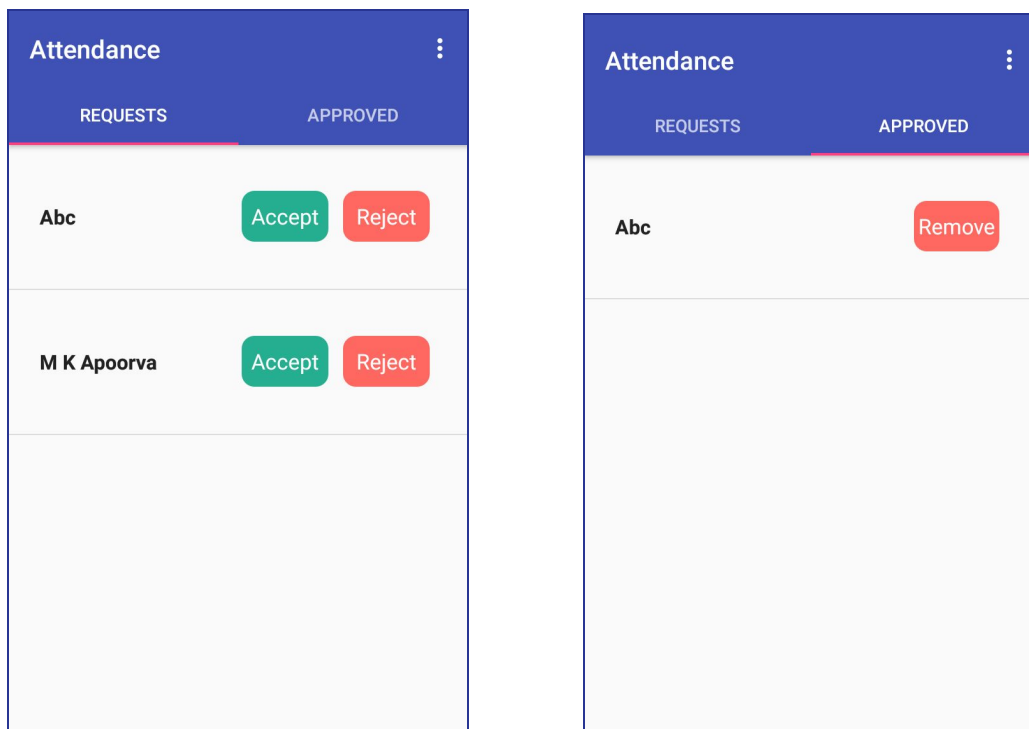 Attendance
REQUESTS APPROVED
Abc Accept Reject
M K Apoorva Accept Reject
Attendance
REQUESTS APPROVED
Abc Remove